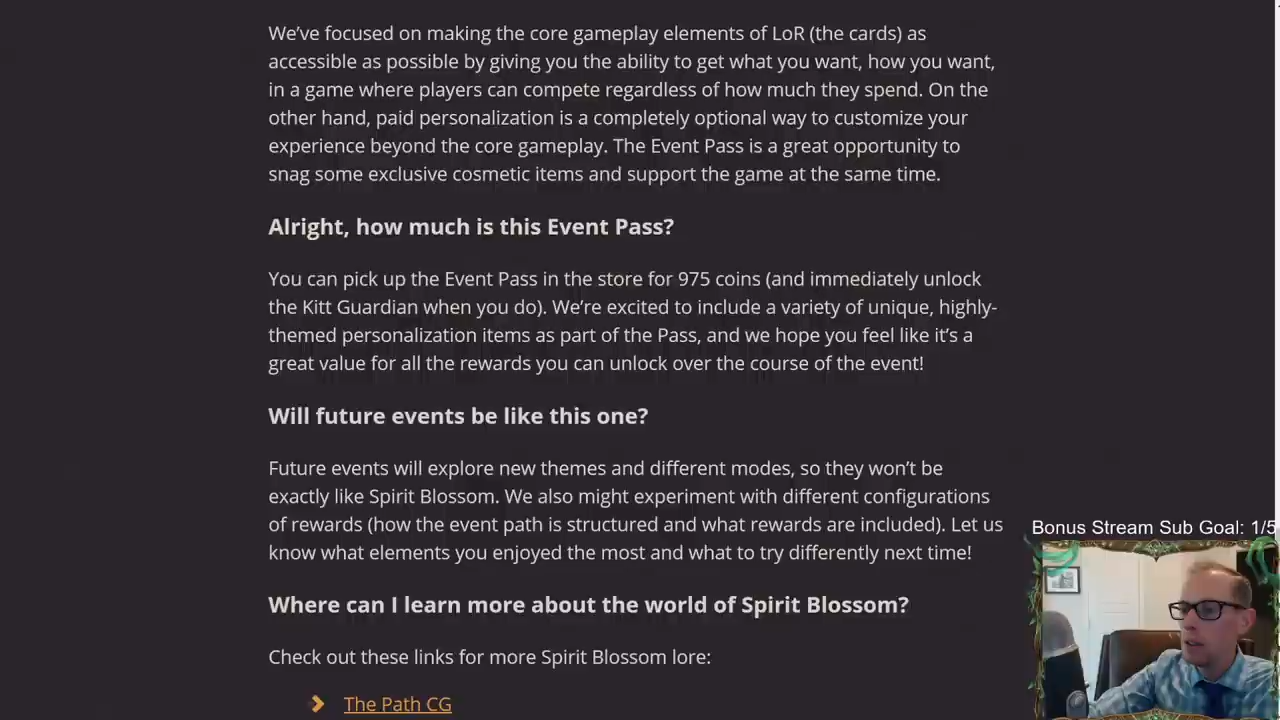 We've focused on making the core gameplay elements of LoR (the cards) as
accessible as possible by giving you the ability to get what you want, how you want,
in a game where players can compete regardless of how much they spend. On the
other hand, paid personalization is a completely optional way to customize your
experience beyond the core gameplay. The Event Pass is a great opportunity to
snag some exclusive cosmetic items and support the game at the same time.
Alright, how much is this Event Pass?
You can pick up the Event Pass in the store for 975 coins (and immediately unlock
the Kitt Guardian when you do). We're excited to include a variety of unique, highly-
themed personalization items as part of the Pass, and we hope you feel like it's a
great value for all the rewards you can unlock over the course of the event!
Will future events be like this one?
Future events will explore new themes and different modes, so they won't be
exactly like Spirit Blossom. We also might experiment with different configurations
of rewards (how the event path is structured and what rewards are included). Let us
know what elements you enjoyed the most and what to try differently next time!
Bonus Stream Sub Goal: 1/5
Where can I learn more about the world of Spirit Blossom?
Check out these links for more Spirit Blossom lore:
The Path CG